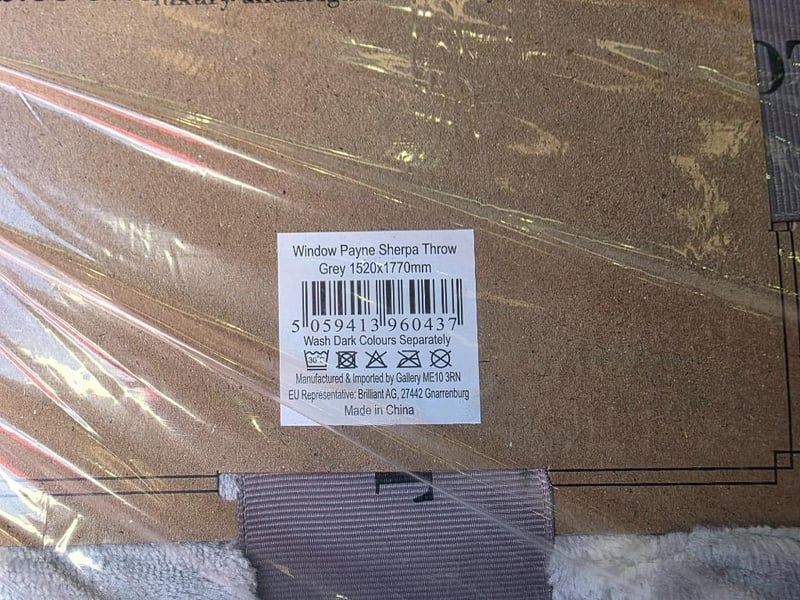 Window Payne Sherpa Throw
Grey 1520x1770mm
5 059413 960437
Wash Dark Colours Separately
30°C
Manufactured & Imported by Gallery ME10 3RN
EU Representative: Brilliant AG, 27442 Gnarrenburg
Made in China